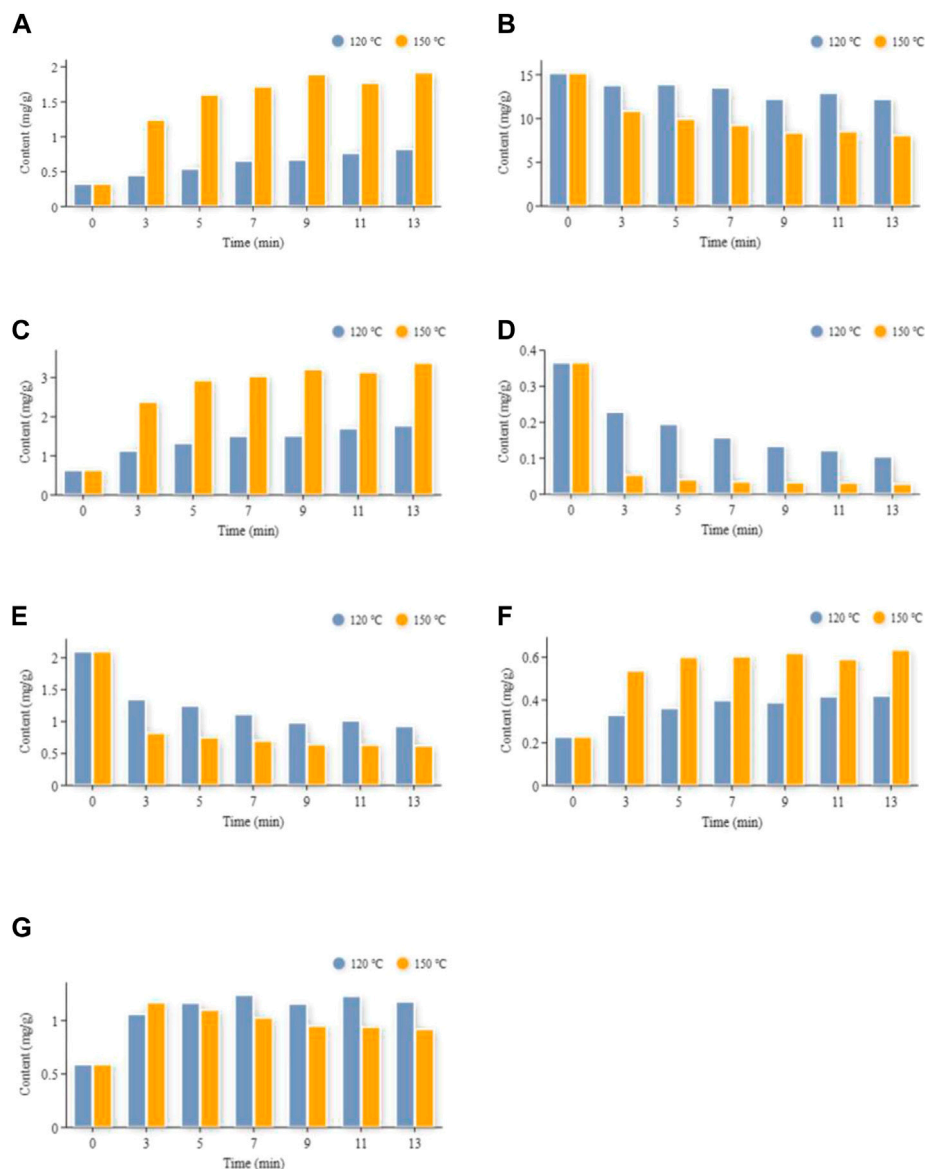 A
120 °C 150 °C
2
1.5
1
0.5
0
Content (mg/g)
0 3 5 7 9 11 13
Time (min)
B
120 °C 150 °C
15
10
5
0
Content (mg/g)
0 3 5 7 9 11 13
Time (min)
C
120 °C 150 °C
3
2
1
0
Content (mg/g)
0 3 5 7 9 11 13
Time (min)
D
120 °C 150 °C
0.4
0.3
0.2
0.1
0
Content (mg/g)
0 3 5 7 9 11 13
Time (min)
E
120 °C 150 °C
2
1.5
1
0.5
0
Content (mg/g)
0 3 5 7 9 11 13
Time (min)
F
120 °C 150 °C
0.6
0.4
0.2
0
Content (mg/g)
0 3 5 7 9 11 13
Time (min)
G
120 °C 150 °C
1
0.5
0
Content (mg/g)
0 3 5 7 9 11 13
Time (min)